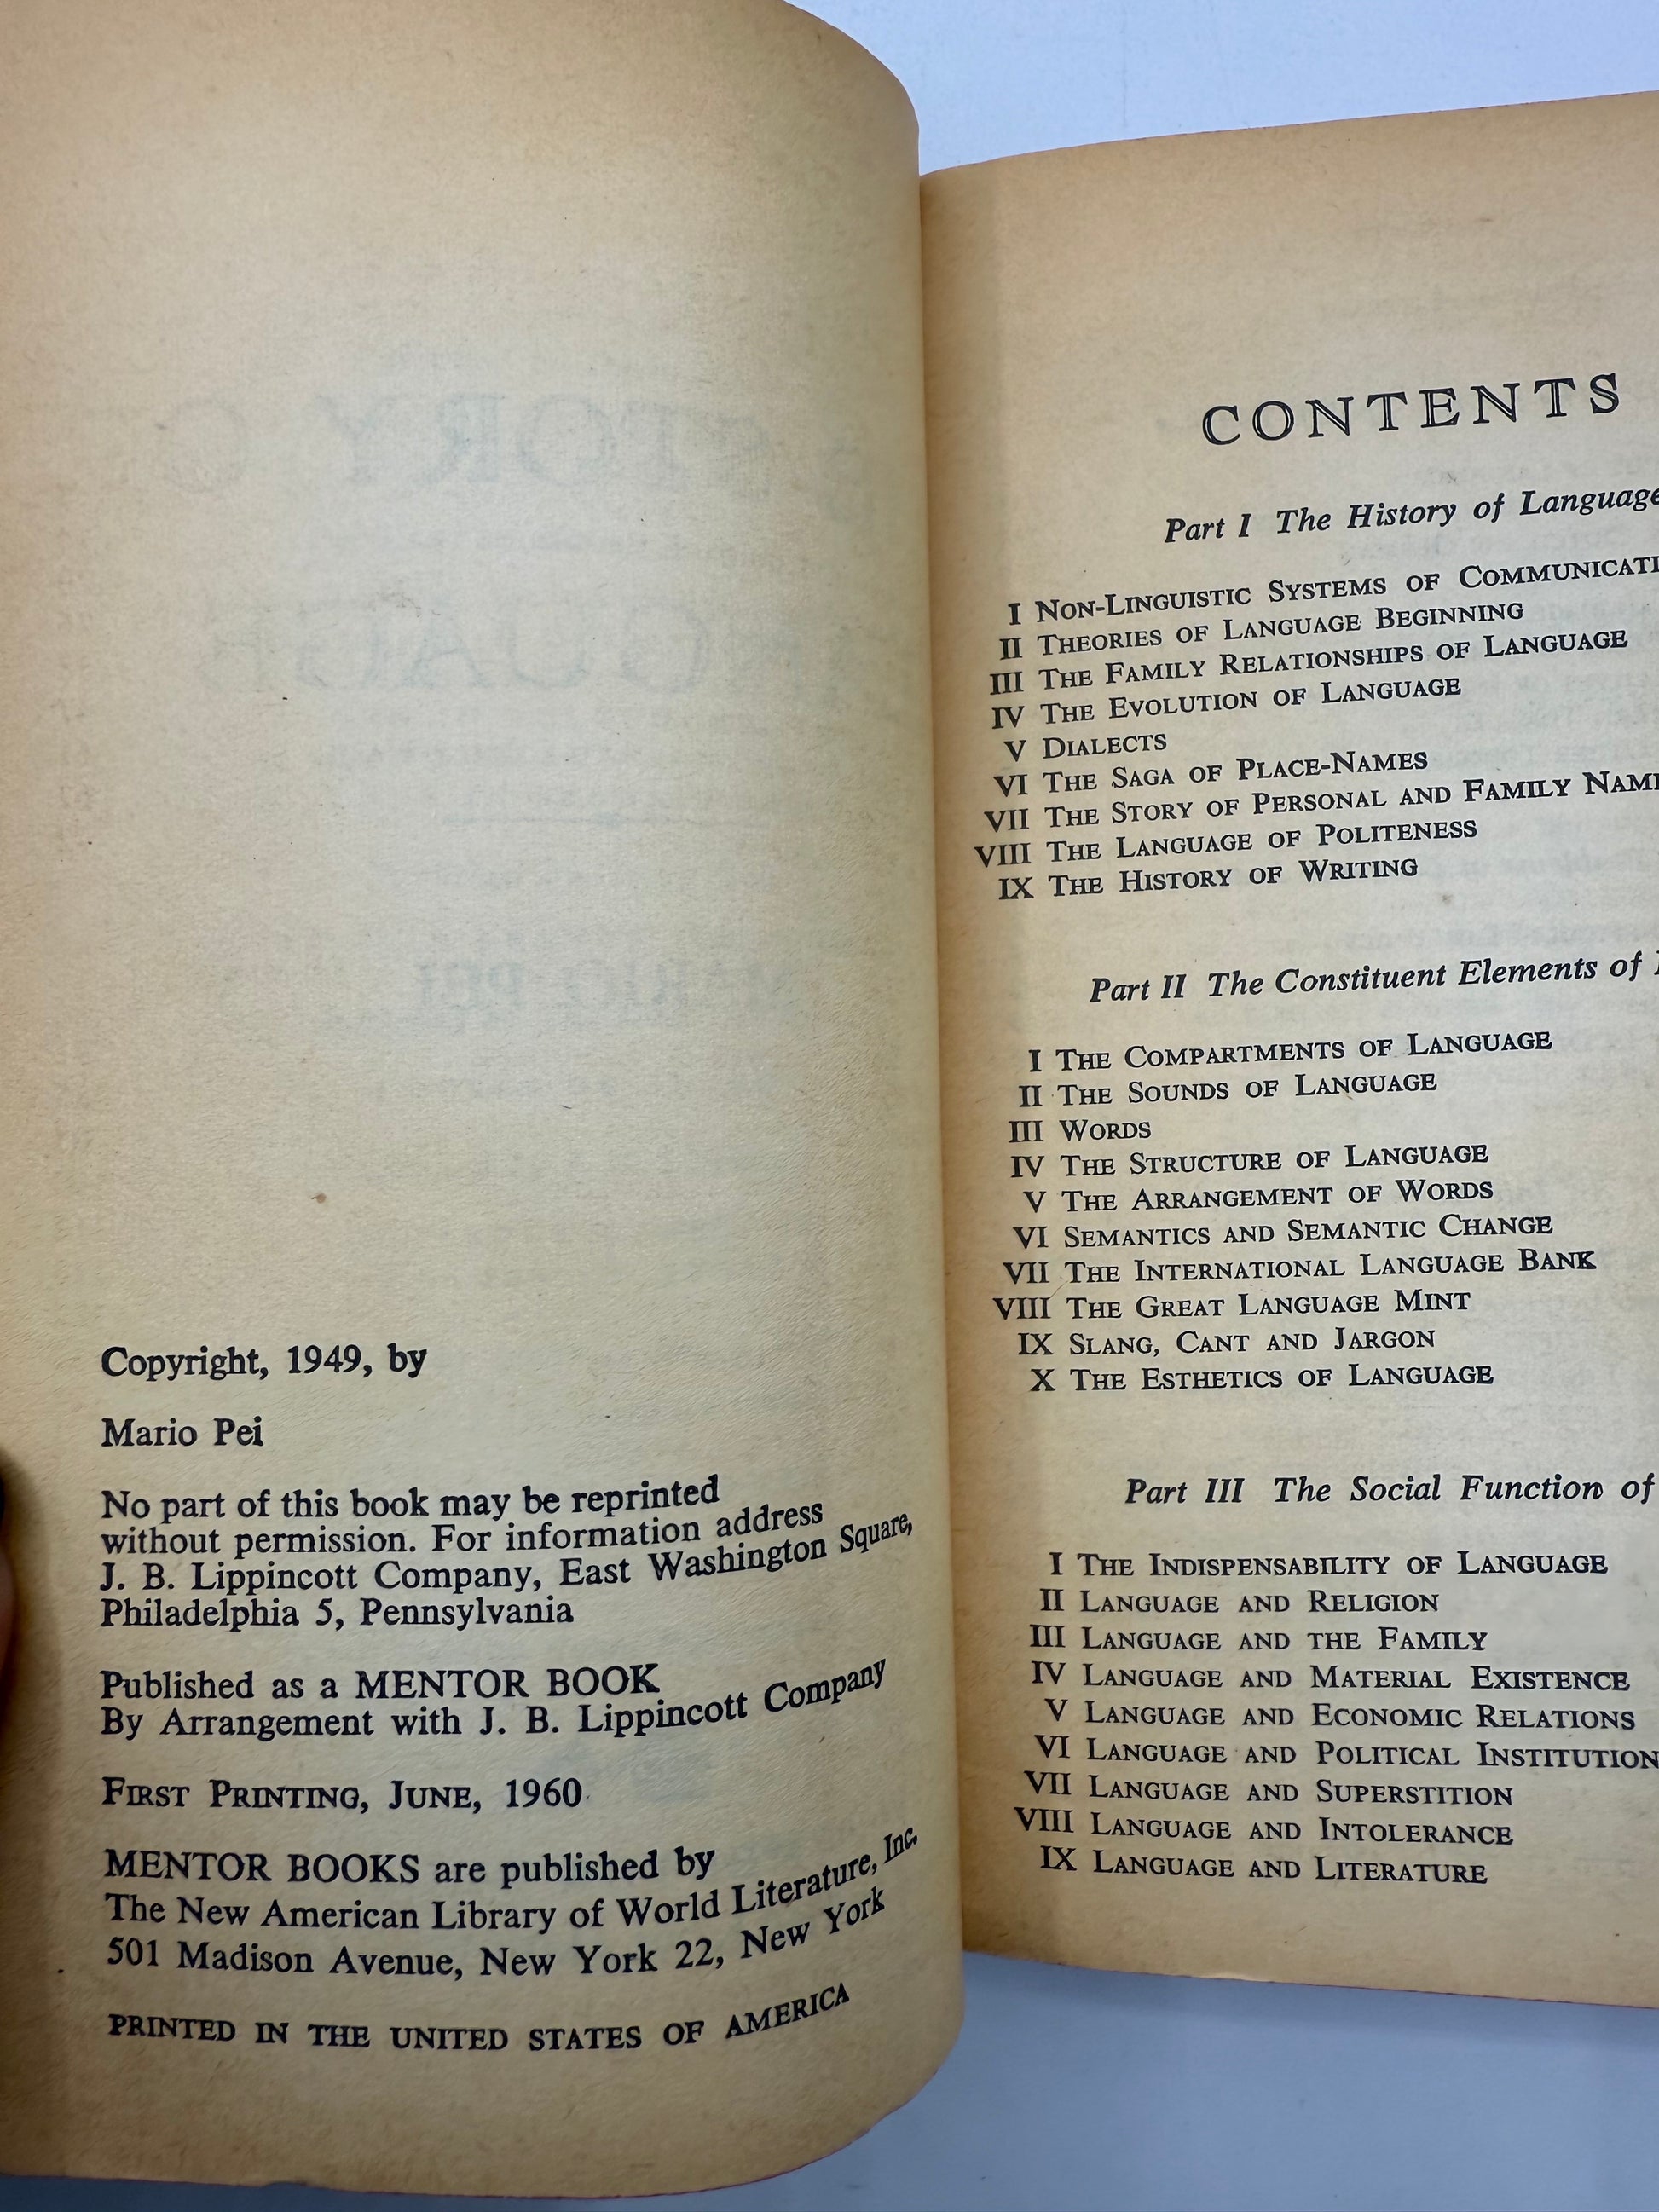 Copyright, 1949, by
Mario Pei
No part of this book may be reprinted
without permission. For information address
J. B. Lippincott Company, East Washington Square,
Philadelphia 5, Pennsylvania
Published as a MENTOR BOOK
By Arrangement with J. B. Lippincott Company
FIRST PRINTING, JUNE, 1960
MENTOR BOOKS are published by
The New American Library of World Literature, Inc.
501 Madison Avenue, New York 22, New York
PRINTED IN THE UNITED STATES OF AMERICA
CONTENTS
Part I The History of Language
I NON-LINGUISTIC SYSTEMS OF COMMUNICATI
II THEORIES OF LANGUAGE BEGINNING
III THE FAMILY RELATIONSHIPS OF LANGUAGE
IV THE EVOLUTION OF LANGUAGE
V DIALECTS
VI THE SAGA OF PLACE-NAMES
VII THE STORY OF PERSONAL AND FAMILY NAM
VIII THE LANGUAGE OF POLITENESS
IX THE HISTORY OF WRITING
Part II The Constituent Elements of
I THE COMPARTMENTS OF LANGUAGE
II THE SOUNDS OF LANGUAGE
III WORDS
IV THE STRUCTURE OF LANGUAGE
V THE ARRANGEMENT OF WORDS
VI SEMANTICS AND SEMANTIC CHANGE
VII THE INTERNATIONAL LANGUAGE BANK
VIII THE GREAT LANGUAGE MINT
IX SLANG, CANT AND JARGON
X THE ESTHETICS OF LANGUAGE
Part III The Social Function of
I THE INDISPENSABILITY OF LANGUAGE
II LANGUAGE AND RELIGION
III LANGUAGE AND THE FAMILY
IV LANGUAGE AND MATERIAL EXISTENCE
V LANGUAGE AND ECONOMIC RELATIONS
VI LANGUAGE AND POLITICAL INSTITUTION
VII LANGUAGE AND SUPERSTITION
VIII LANGUAGE AND INTOLERANCE
IX LANGUAGE AND LITERATURE